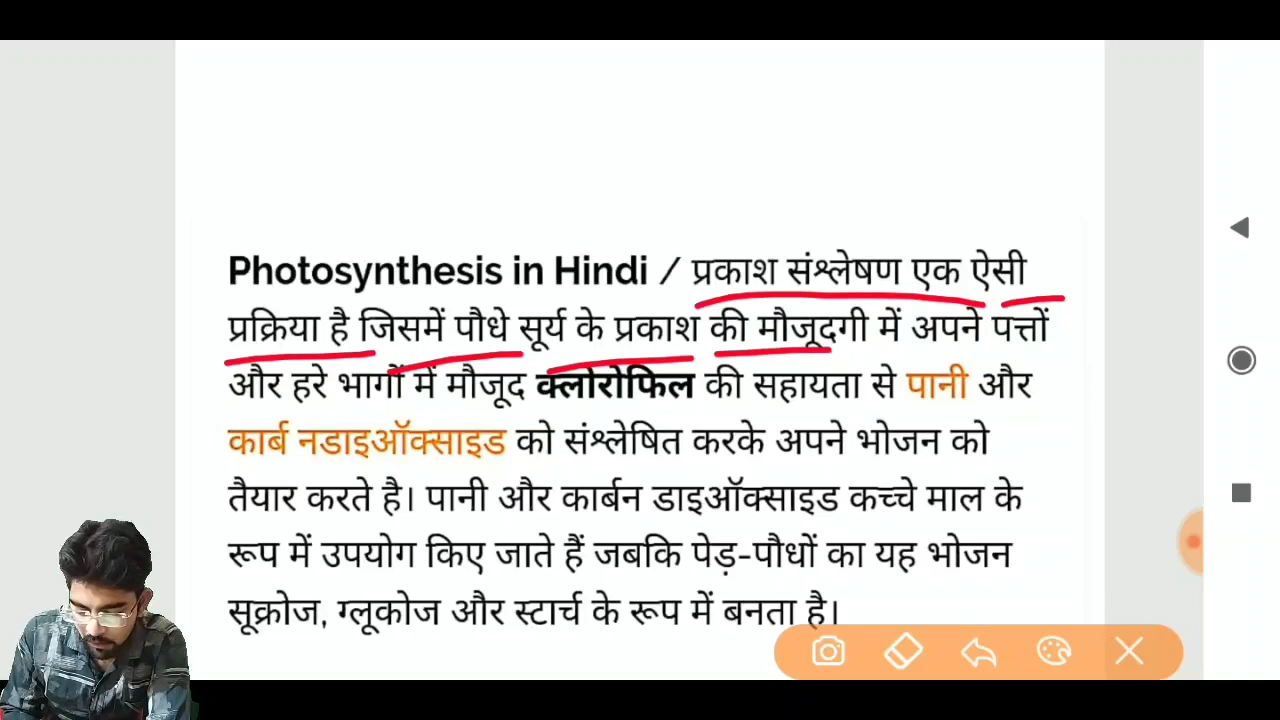 Photosynthesis in Hindi / प्रकाश संश्लेषण एक ऐसी
प्रक्रिया है जिसमें पौधे सूर्य के प्रकाश की मौजूदगी में अपने पत्तों
और हरे भागों में मौजूद क्लोरोफिल की सहायता से पानी और
कार्ब नडाइऑक्साइड को संश्लेषित करके अपने भोजन को
तैयार करते है। पानी और कार्बन डाइऑक्साइड कच्चे माल के
रूप में उपयोग किए जाते हैं जबकि पेड़-पौधों का यह भोजन
सूक्रोज, ग्लूकोज और स्टार्च के रूप में बनता है।